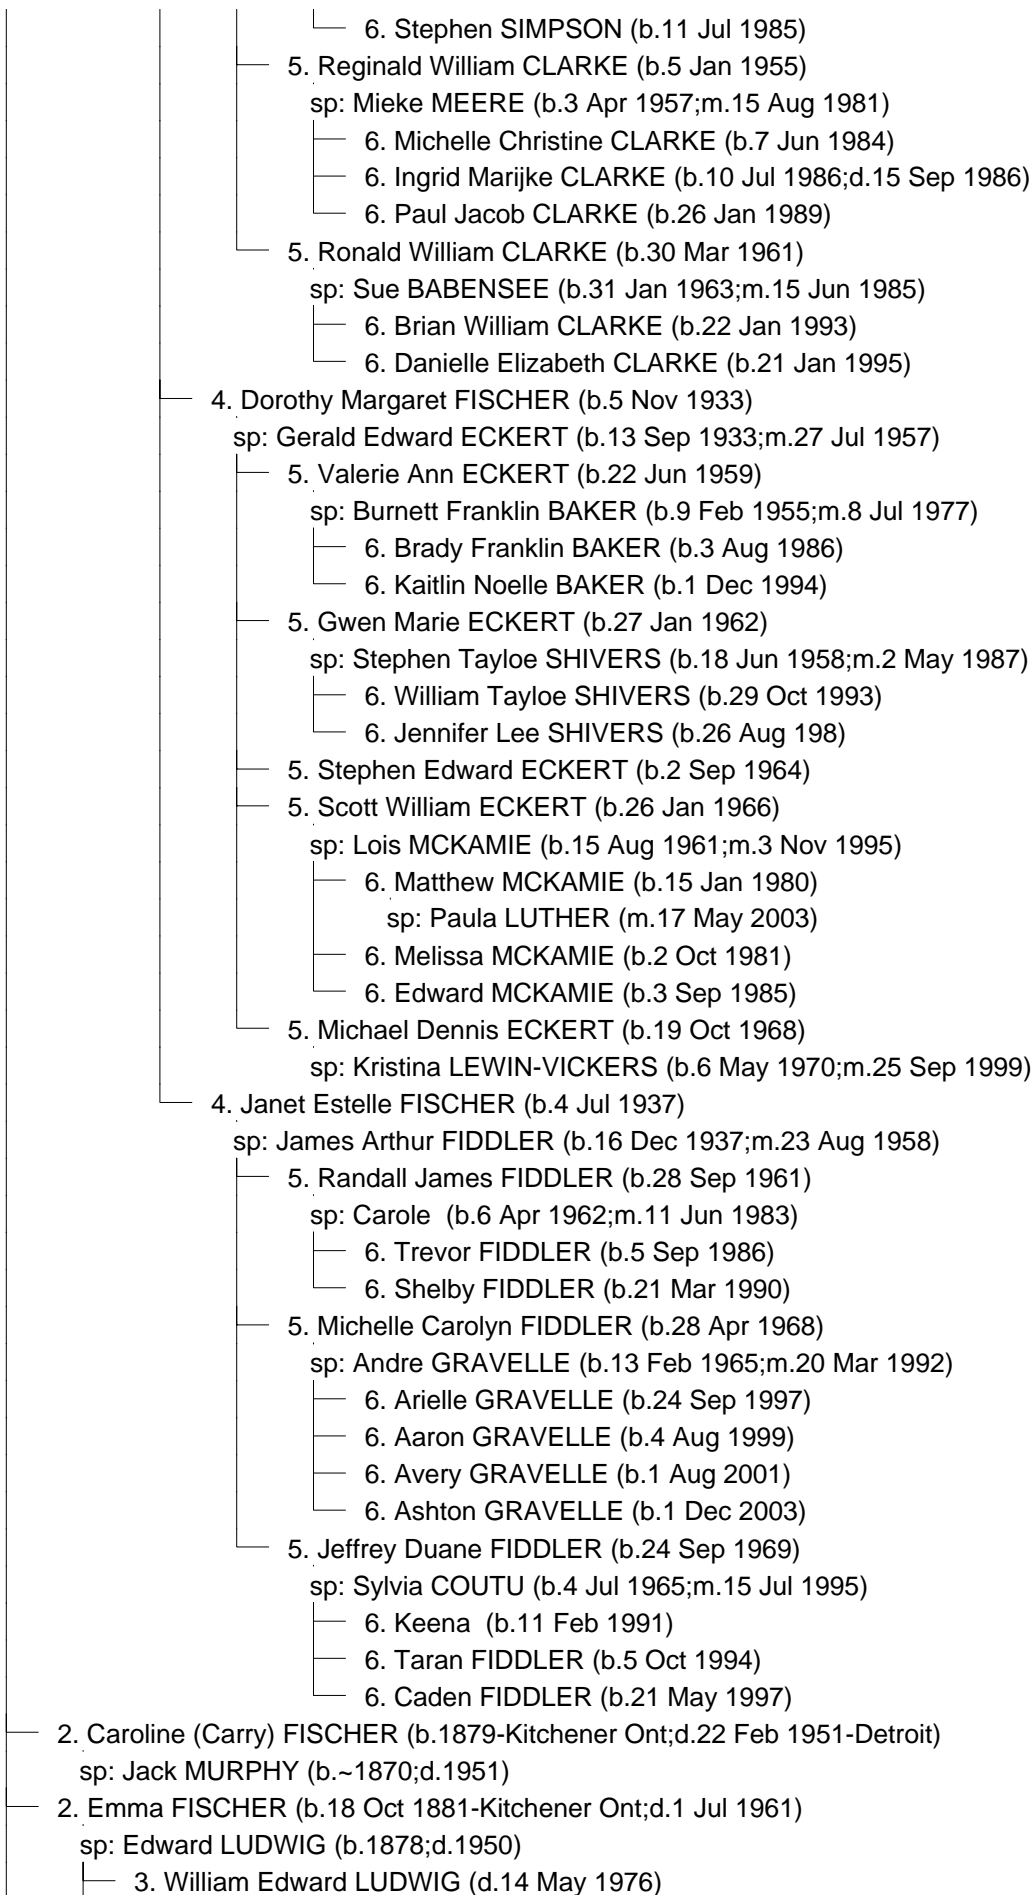 6. Stephen SIMPSON (b.11 Jul 1985)
5. Reginald William CLARKE (b.5 Jan 1955)
sp: Mieke MEERE (b.3 Apr 1957;m.15 Aug 1981)
6. Michelle Christine CLARKE (b.7 Jun 1984)
6. Ingrid Marijke CLARKE (b.10 Jul 1986;d.15 Sep 1986)
6. Paul Jacob CLARKE (b.26 Jan 1989)
5. Ronald William CLARKE (b.30 Mar 1961)
sp: Sue BABENSEE (b.31 Jan 1963;m.15 Jun 1985)
6. Brian William CLARKE (b.22 Jan 1993)
6. Danielle Elizabeth CLARKE (b.21 Jan 1995)
4. Dorothy Margaret FISCHER (b.5 Nov 1933)
sp: Gerald Edward ECKERT (b.13 Sep 1933;m.27 Jul 1957)
5. Valerie Ann ECKERT (b.22 Jun 1959)
sp: Burnett Franklin BAKER (b.9 Feb 1955;m.8 Jul 1977)
6. Brady Franklin BAKER (b.3 Aug 1986)
6. Kaitlin Noelle BAKER (b.1 Dec 1994)
5. Gwen Marie ECKERT (b.27 Jan 1962)
sp: Stephen Tayloe SHIVERS (b.18 Jun 1958;m.2 May 1987)
6. William Tayloe SHIVERS (b.29 Oct 1993)
6. Jennifer Lee SHIVERS (b.26 Aug 198)
5. Stephen Edward ECKERT (b.2 Sep 1964)
5. Scott William ECKERT (b.26 Jan 1966)
sp: Lois MCKAMIE (b.15 Aug 1961;m.3 Nov 1995)
6. Matthew MCKAMIE (b.15 Jan 1980)
sp: Paula LUTHER (m.17 May 2003)
6. Melissa MCKAMIE (b.2 Oct 1981)
6. Edward MCKAMIE (b.3 Sep 1985)
5. Michael Dennis ECKERT (b.19 Oct 1968)
sp: Kristina LEWIN-VICKERS (b.6 May 1970;m.25 Sep 1999)
4. Janet Estelle FISCHER (b.4 Jul 1937)
sp: James Arthur FIDDLER (b.16 Dec 1937;m.23 Aug 1958)
5. Randall James FIDDLER (b.28 Sep 1961)
sp: Carole (b.6 Apr 1962;m.11 Jun 1983)
6. Trevor FIDDLER (b.5 Sep 1986)
6. Shelby FIDDLER (b.21 Mar 1990)
5. Michelle Carolyn FIDDLER (b.28 Apr 1968)
sp: Andre GRAVELLE (b.13 Feb 1965;m.20 Mar 1992)
6. Arielle GRAVELLE (b.24 Sep 1997)
6. Aaron GRAVELLE (b.4 Aug 1999)
6. Avery GRAVELLE (b.1 Aug 2001)
6. Ashton GRAVELLE (b.1 Dec 2003)
5. Jeffrey Duane FIDDLER (b.24 Sep 1969)
sp: Sylvia COUTU (b.4 Jul 1965;m.15 Jul 1995)
6. Keena (b.11 Feb 1991)
6. Taran FIDDLER (b.5 Oct 1994)
6. Caden FIDDLER (b.21 May 1997)
2. Caroline (Carry) FISCHER (b.1879-Kitchener Ont;d.22 Feb 1951-Detroit)
sp: Jack MURPHY (b.~1870;d.1951)
2. Emma FISCHER (b.18 Oct 1881-Kitchener Ont;d.1 Jul 1961)
sp: Edward LUDWIG (b.1878;d.1950)
3. William Edward LUDWIG (d.14 May 1976)